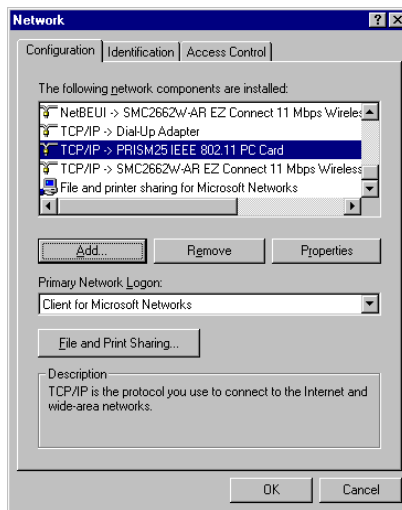 Network
? X
Configuration Identification Access Control
The following network components are installed:
NetBEUI -> SMC2662W-AR EZ Connect 11 Mbps Wireles
TCP/IP -> Dial-Up Adapter
TCP/IP -> PRISM25 IEEE 802.11 PC Card
TCP/IP -> SMC2662W-AR EZ Connect 11 Mbps Wireless
File and printer sharing for Microsoft Networks
Add... Remove Properties
Primary Network Logon:
Client for Microsoft Networks
File and Print Sharing...
Description
TCP/IP is the protocol you use to connect to the Internet and
wide-area networks.
OK Cancel